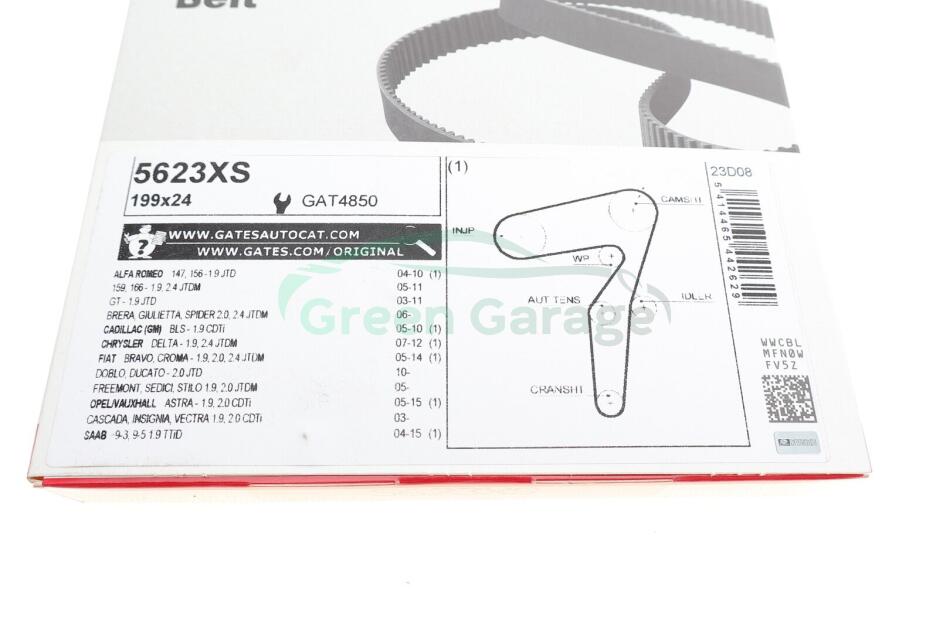 Belt
5623XS
199x24
GAT4850
WWW.GATESAUTOCAT.COM
WWW.GATES.COM/ORIGINAL
ALFA ROMEO 147, 156 - 1.9 JTD 04-10 (1)
159, 166 - 1.9, 2.4 JTDM 05-11
GT - 1.9 JTD 03-11
BRERA, GIULIETTA, SPIDER 2.0, 2.4 JTDM 06-
CADILLAC (GM) BLS - 1.9 CDTi 05-10 (1)
CHRYSLER DELTA - 1.9, 2.4 JTDM 07-12 (1)
FIAT BRAVO, CROMA - 1.9, 2.0, 2.4 JTDM 05-14 (1)
DOBLO, DUCATO - 2.0 JTD 10-
FREEMONT, SEDICI, STILO 1.9, 2.0 JTDM 05-
OPEL/VAUXHALL ASTRA - 1.9, 2.0 CDTi 05-15 (1)
CASCADA, INSIGNIA, VECTRA 1.9, 2.0 CDTi 03-
SAAB -9-3, 9-5 1.9 TTiD 04-15 (1)
(1)
CAMSHT
INJP
WP
AUT TENS
IDLER
CRANSHT
23D08
5414465442629
WWCBL
MFN0W
FV5Z
Green Garage